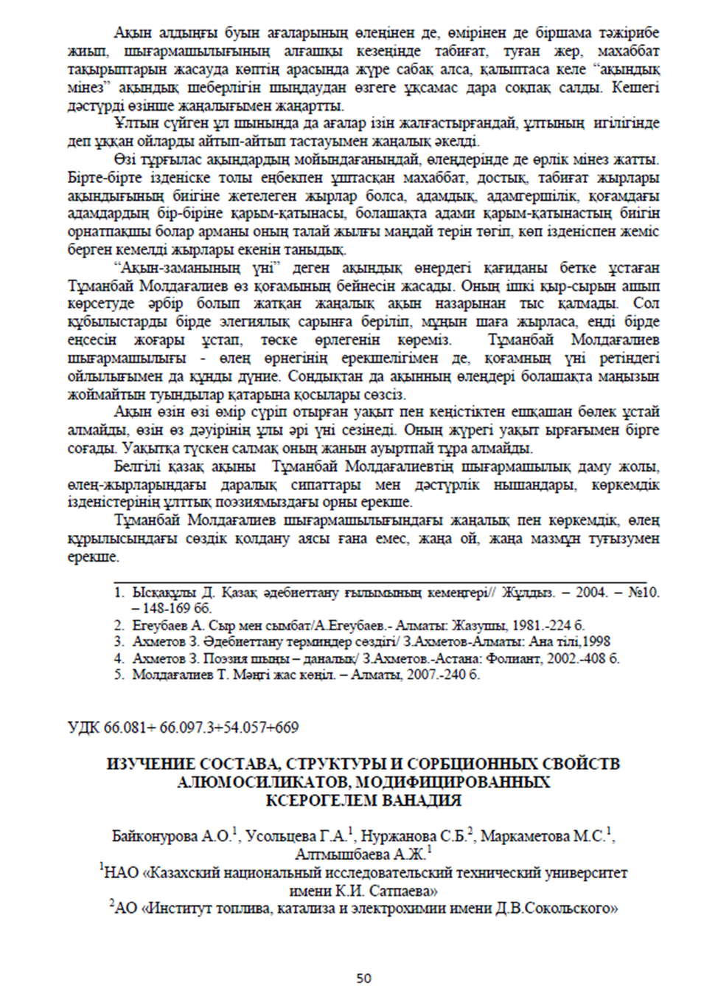 Ақын алдыңғы буын ағаларының өлеңінен де, өмірінен де біршама тәжірибе
жиып, шығармашылығының алғашқы кезеңінде табиғат, туған жер, махаббат
тақырыптарын жасауда көптің арасында жүре сабақ алса, қалыптаса келе “ақындық
мінез” ақындық шеберлігін шыңдаудан өзгеге ұқсамас дара соқпақ салды. Кешегі
дәстүрді өзінше жаңалығымен жаңартты.
Ұлтын сүйген ұл шынында да ағалар ізін жалғастырғандай, ұлтының игілігінде
деп ұққан ойларды айтып-айтып тастауымен жаңалық әкелді.
Өзі тұрғылас ақындардың мойындағанындай, өлеңдерінде де өрлік мінез жатты.
Бірте-бірте ізденіске толы еңбекпен ұштасқан махаббат, достық, табиғат жырлары
ақындығының биігіне жетелеген жырлар болса, адамдық, адамгершілік, қоғамдағы
адамдардың бір-біріне қарым-қатынасы, болашақта адами қарым-қатынастың биігін
орнатпақшы болар арманы оның талай жылғы маңдай терін төгіп, көп ізденіспен жеміс
берген кемелді жырлары екенін таныдық.
“Ақын-заманының үні” деген ақындық өнердегі қағиданы бетке ұстаған
Тұманбай Молдағалиев өз қоғамының бейнесін жасады. Оның ішкі қыр-сырын ашып
көрсетуде әрбір болып жатқан жаңалық ақын назарынан тыс қалмады. Сол
құбылыстарды бірде элегиялық сарынға беріліп, мұңын шаға жырласа, енді бірде
еңсесін жоғары ұстап, төске өрлегенін көреміз. Тұманбай Молдағалиев
шығармашылығы - өлең өрнегінің ерекшелігімен де, қоғамның үні ретіндегі
ойлылығымен да құнды дүние. Сондықтан да ақынның өлеңдері болашақта маңызын
жоймайтын туындылар қатарына қосылары сөзсіз.
Ақын өзін өзі өмір сүріп отырған уақыт пен кеңістіктен ешқашан бөлек ұстай
алмайды, өзін өз дәуірінің ұлы әрі үні сезінеді. Оның жүрегі уақыт ырғағымен бірге
соғады. Уақытқа түскен салмақ оның жанын ауыртпай тұра алмайды.
Белгілі қазақ ақыны Тұманбай Молдағалиевтің шығармашылық даму жолы,
өлең-жырларындағы даралық сипаттары мен дәстүрлік нышандары, көркемдік
ізденістерінің ұлттық поэзиямыздағы орны ерекше.
Тұманбай Молдағалиев шығармашылығындағы жаңалық пен көркемдік, өлең
құрылысындағы сөздік қолдану аясы ғана емес, жаңа ой, жаңа мазмұн туғызумен
ерекше.
1. Ысқақұлы Д. Қазақ әдебиеттану ғылымының кемеңгері// Жұлдыз. – 2004. – №10.
– 148-169 бб.
2. Егеубаев А. Сыр мен сымбат/А.Егеубаев.- Алматы: Жазушы, 1981.-224 б.
3. Ахметов З. Әдебиеттану терминдер сөздігі/ З.Ахметов-Алматы: Ана тілі,1998
4. Ахметов З. Поэзия шыңы – даналық/ З.Ахметов.-Астана: Фолиант, 2002.-408 б.
5. Молдағалиев Т. Мәңгі жас көңіл. – Алматы, 2007.-240 б.
УДК 66.081+ 66.097.3+54.057+669
ИЗУЧЕНИЕ СОСТАВА, СТРУКТУРЫ И СОРБЦИОННЫХ СВОЙСТВ
АЛЮМОСИЛИКАТОВ, МОДИФИЦИРОВАННЫХ
КСЕРОГЕЛЕМ ВАНАДИЯ
Байконурова А.О.¹, Усольцева Г.А.¹, Нуржанова С.Б.², Маркаметова М.С.¹,
Алтмышбаева А.Ж.¹
¹НАО «Казахский национальный исследовательский технический университет
имени К.И. Сатпаева»
²АО «Институт топлива, катализа и электрохимии имени Д.В.Сокольского»
50